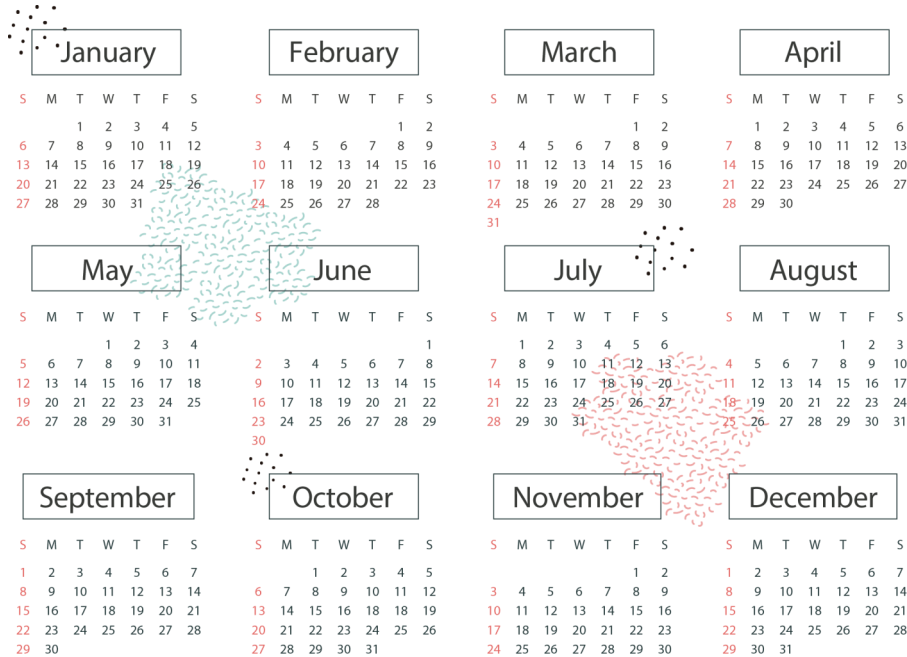 January
S M T W T F S
1 2 3 4 5
6 7 8 9 10 11 12
13 14 15 16 17 18 19
20 21 22 23 24 25 26
27 28 29 30 31
February
S M T W T F S
1 2
3 4 5 6 7 8 9
10 11 12 13 14 15 16
17 18 19 20 21 22 23
24 25 26 27 28
March
S M T W T F S
1 2
3 4 5 6 7 8 9
10 11 12 13 14 15 16
17 18 19 20 21 22 23
24 25 26 27 28 29 30
31
April
S M T W T F S
1 2 3 4 5 6
7 8 9 10 11 12 13
14 15 16 17 18 19 20
21 22 23 24 25 26 27
28 29 30
May
S M T W T F S
1 2 3 4
5 6 7 8 9 10 11
12 13 14 15 16 17 18
19 20 21 22 23 24 25
26 27 28 29 30 31
June
S M T W T F S
1
2 3 4 5 6 7 8
9 10 11 12 13 14 15
16 17 18 19 20 21 22
23 24 25 26 27 28 29
30
July
S M T W T F S
1 2 3 4 5 6
7 8 9 10 11 12 13
14 15 16 17 18 19 20
21 22 23 24 25 26 27
28 29 30 31
August
S M T W T F S
1 2 3
4 5 6 7 8 9 10
11 12 13 14 15 16 17
18 19 20 21 22 23 24
25 26 27 28 29 30 31
September
S M T W T F S
1 2 3 4 5 6 7
8 9 10 11 12 13 14
15 16 17 18 19 20 21
22 23 24 25 26 27 28
29 30
October
S M T W T F S
1 2 3 4 5
6 7 8 9 10 11 12
13 14 15 16 17 18 19
20 21 22 23 24 25 26
27 28 29 30 31
November
S M T W T F S
1 2
3 4 5 6 7 8 9
10 11 12 13 14 15 16
17 18 19 20 21 22 23
24 25 26 27 28 29 30
December
S M T W T F S
1 2 3 4 5 6 7
8 9 10 11 12 13 14
15 16 17 18 19 20 21
22 23 24 25 26 27 28
29 30 31